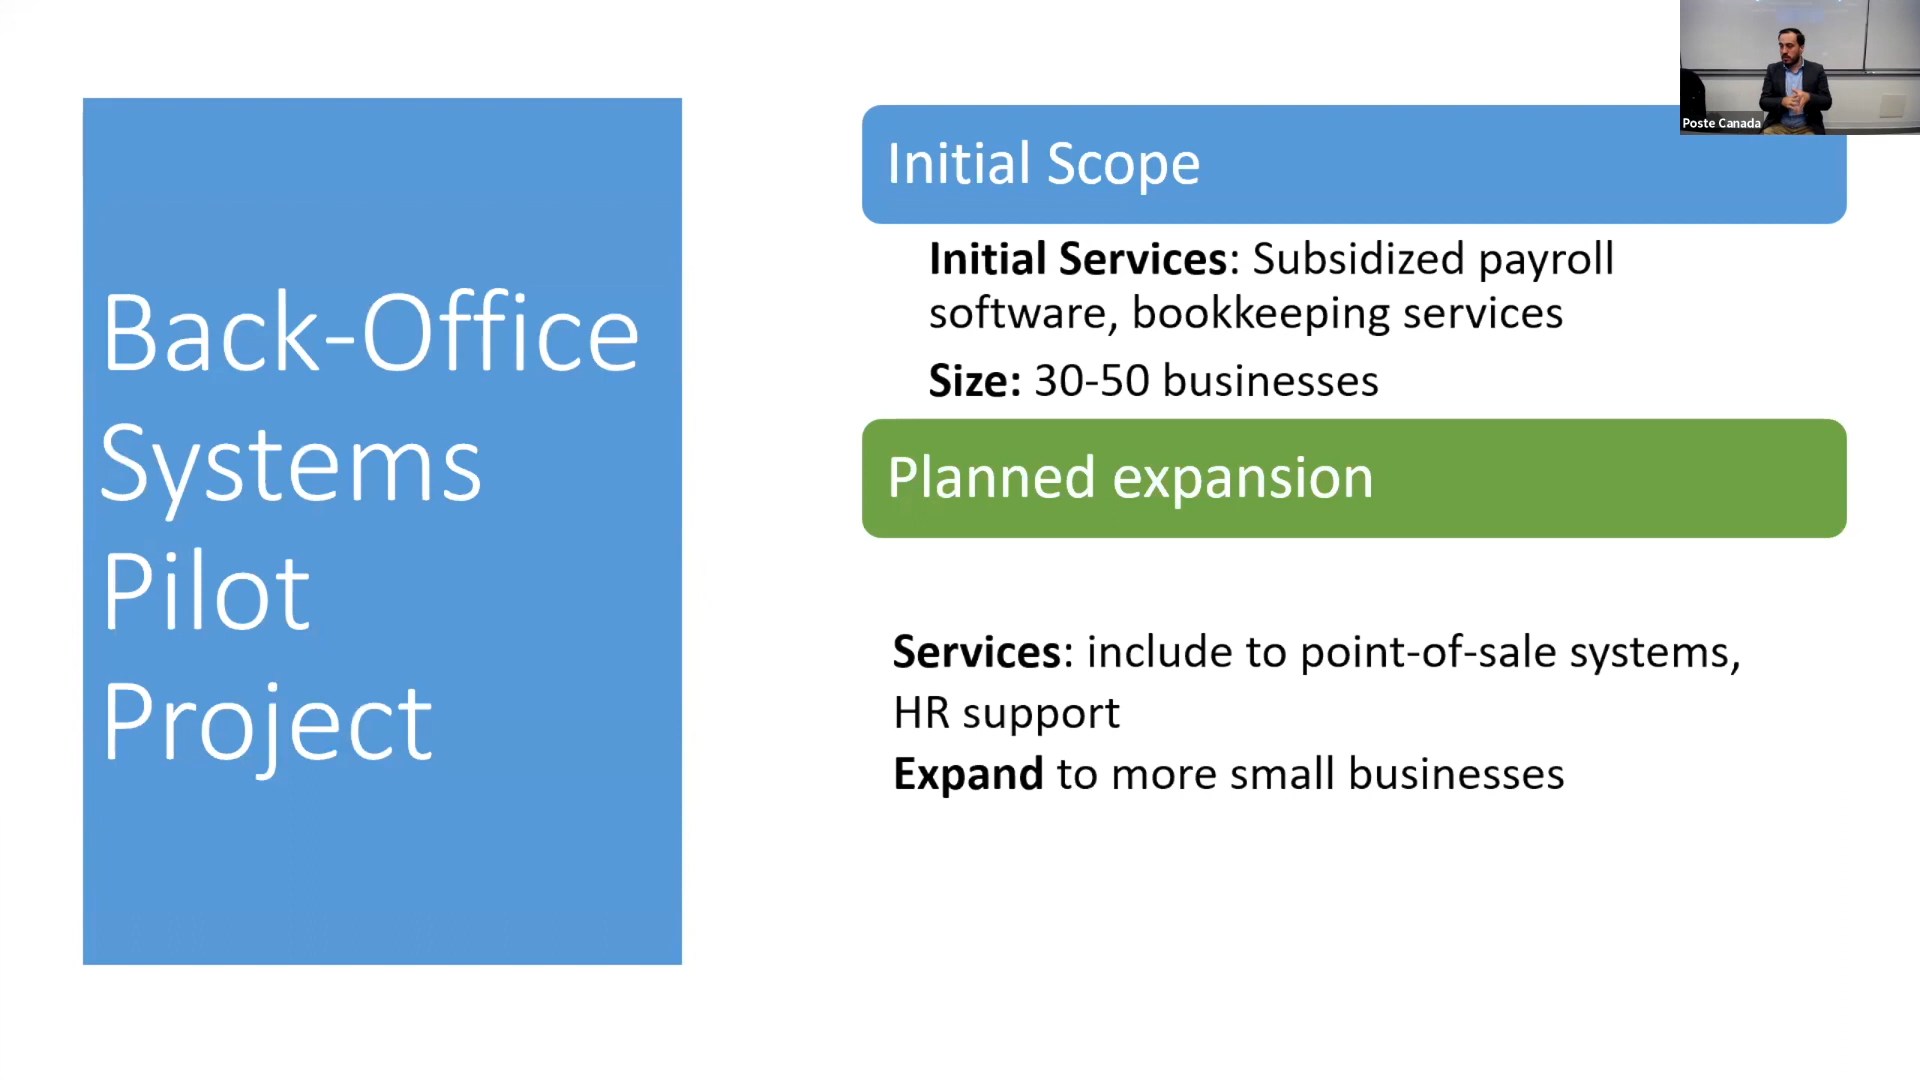 Back-Office
Systems
Pilot
Project
Initial Scope
Initial Services: Subsidized payroll
software, bookkeeping services
Size: 30-50 businesses
Planned expansion
Services: include to point-of-sale systems,
HR support
Expand to more small businesses
Poste Canada